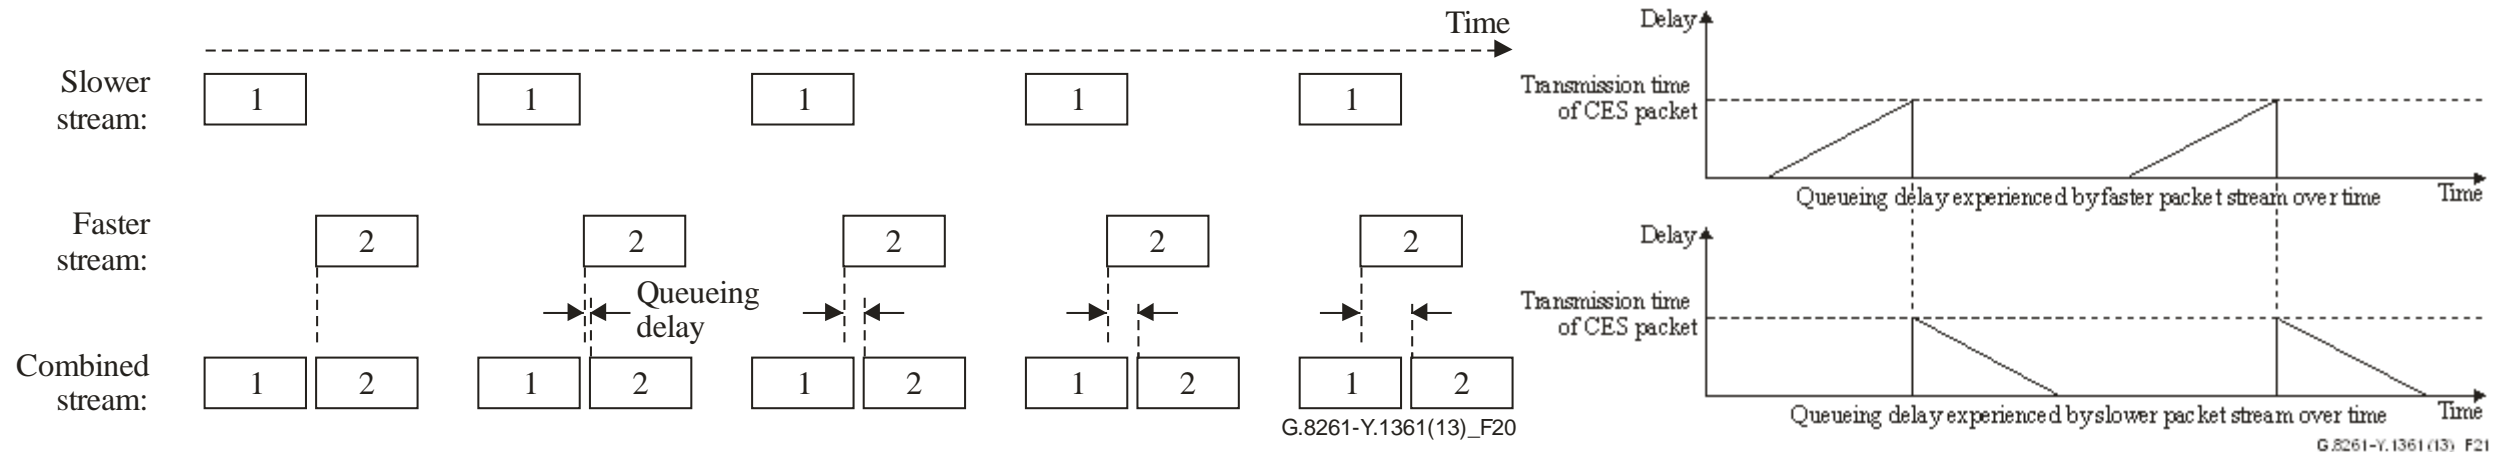 Time
Slower
stream:
1 1 1 1 1
Faster
stream:
2 2 2 2 2
Queueing
delay
Combined
stream:
1 2 1 2 1 2 1 2 1 2
G.8261-Y.1361(13)_F20
Delay
Transmission time
of CES packet
Time
Queueing delay experienced by faster packet stream over time
Delay
Transmission time
of CES packet
Time
Queueing delay experienced by slower packet stream over time
G.8261-Y.1361(13)_F21